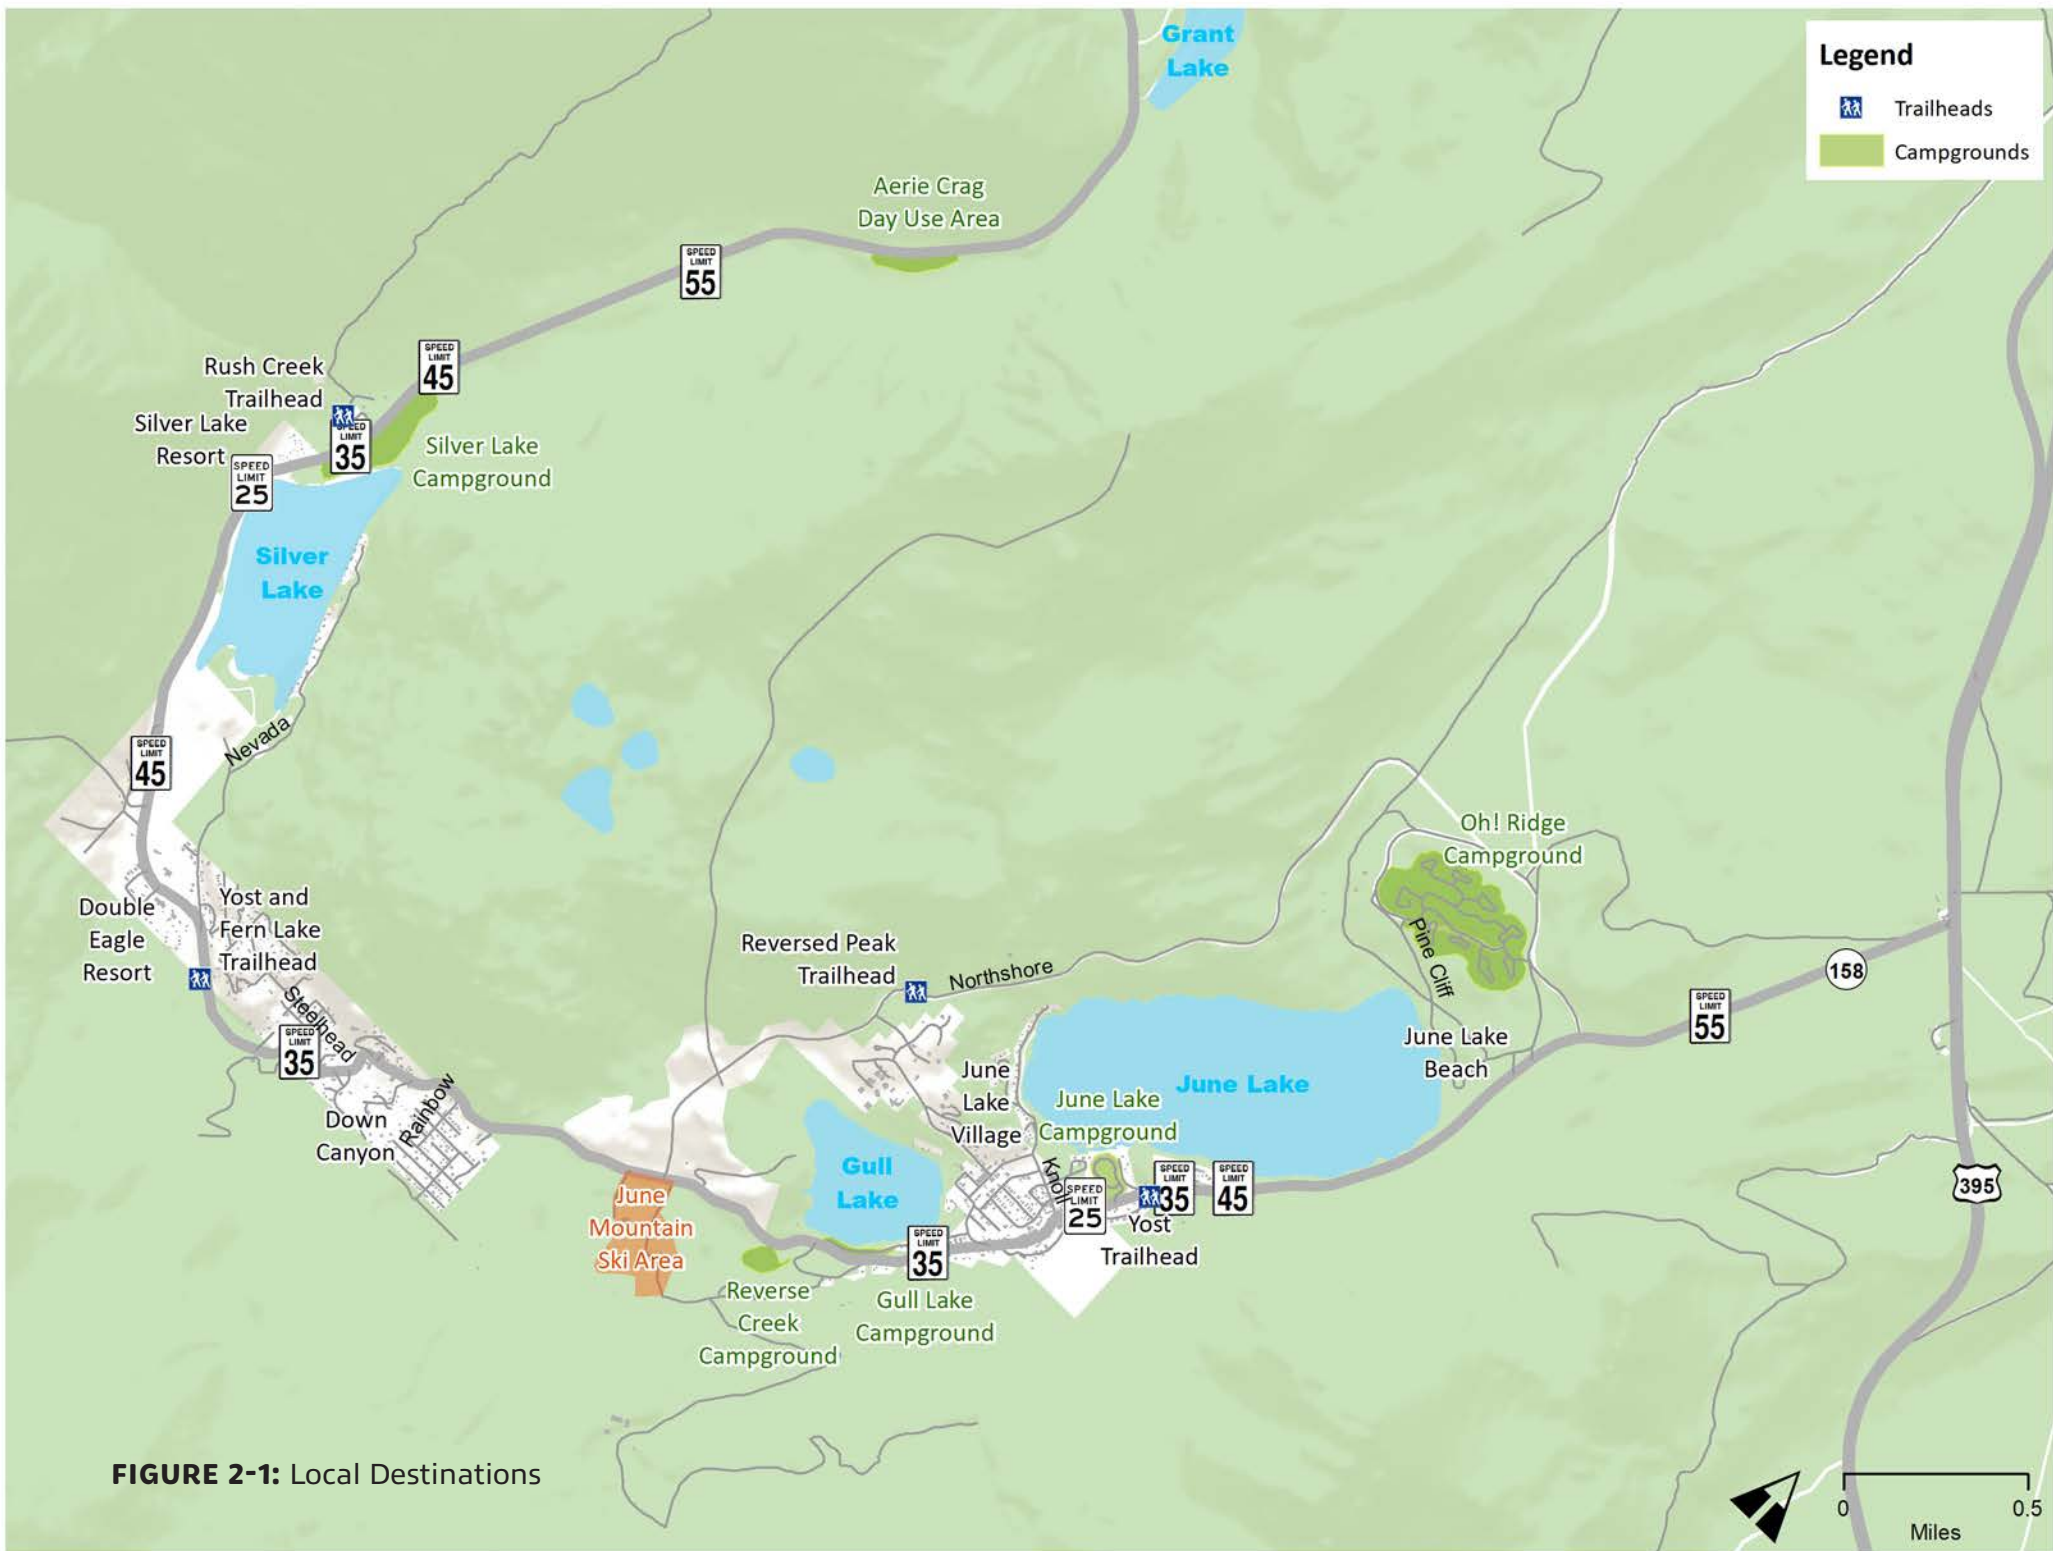 Grant
Lake
Legend
Trailheads
Campgrounds
Aerie Crag
Day Use Area
SPEED
LIMIT
55
SPEED
LIMIT
45
Rush Creek
Trailhead
SPEED
LIMIT
35
Silver Lake
Resort
SPEED
LIMIT
25
Silver Lake
Campground
Silver
Lake
Nevada
SPEED
LIMIT
45
Oh! Ridge
Campground
Pine Cliff
Double
Eagle
Resort
Yost and
Fern Lake
Trailhead
Steelhead
SPEED
LIMIT
35
Reversed Peak
Trailhead
Northshore
158
SPEED
LIMIT
55
June Lake
Beach
June Lake
June
Lake
Village
June Lake
Campground
Down
Canyon
Rainbow
Gull
Lake
Knoll
SPEED
LIMIT
25
SPEED
LIMIT
35
SPEED
LIMIT
45
Yost
Trailhead
395
June
Mountain
Ski Area
SPEED
LIMIT
35
Reverse
Creek
Campground
Gull Lake
Campground
FIGURE 2-1: Local Destinations
0 0.5
Miles